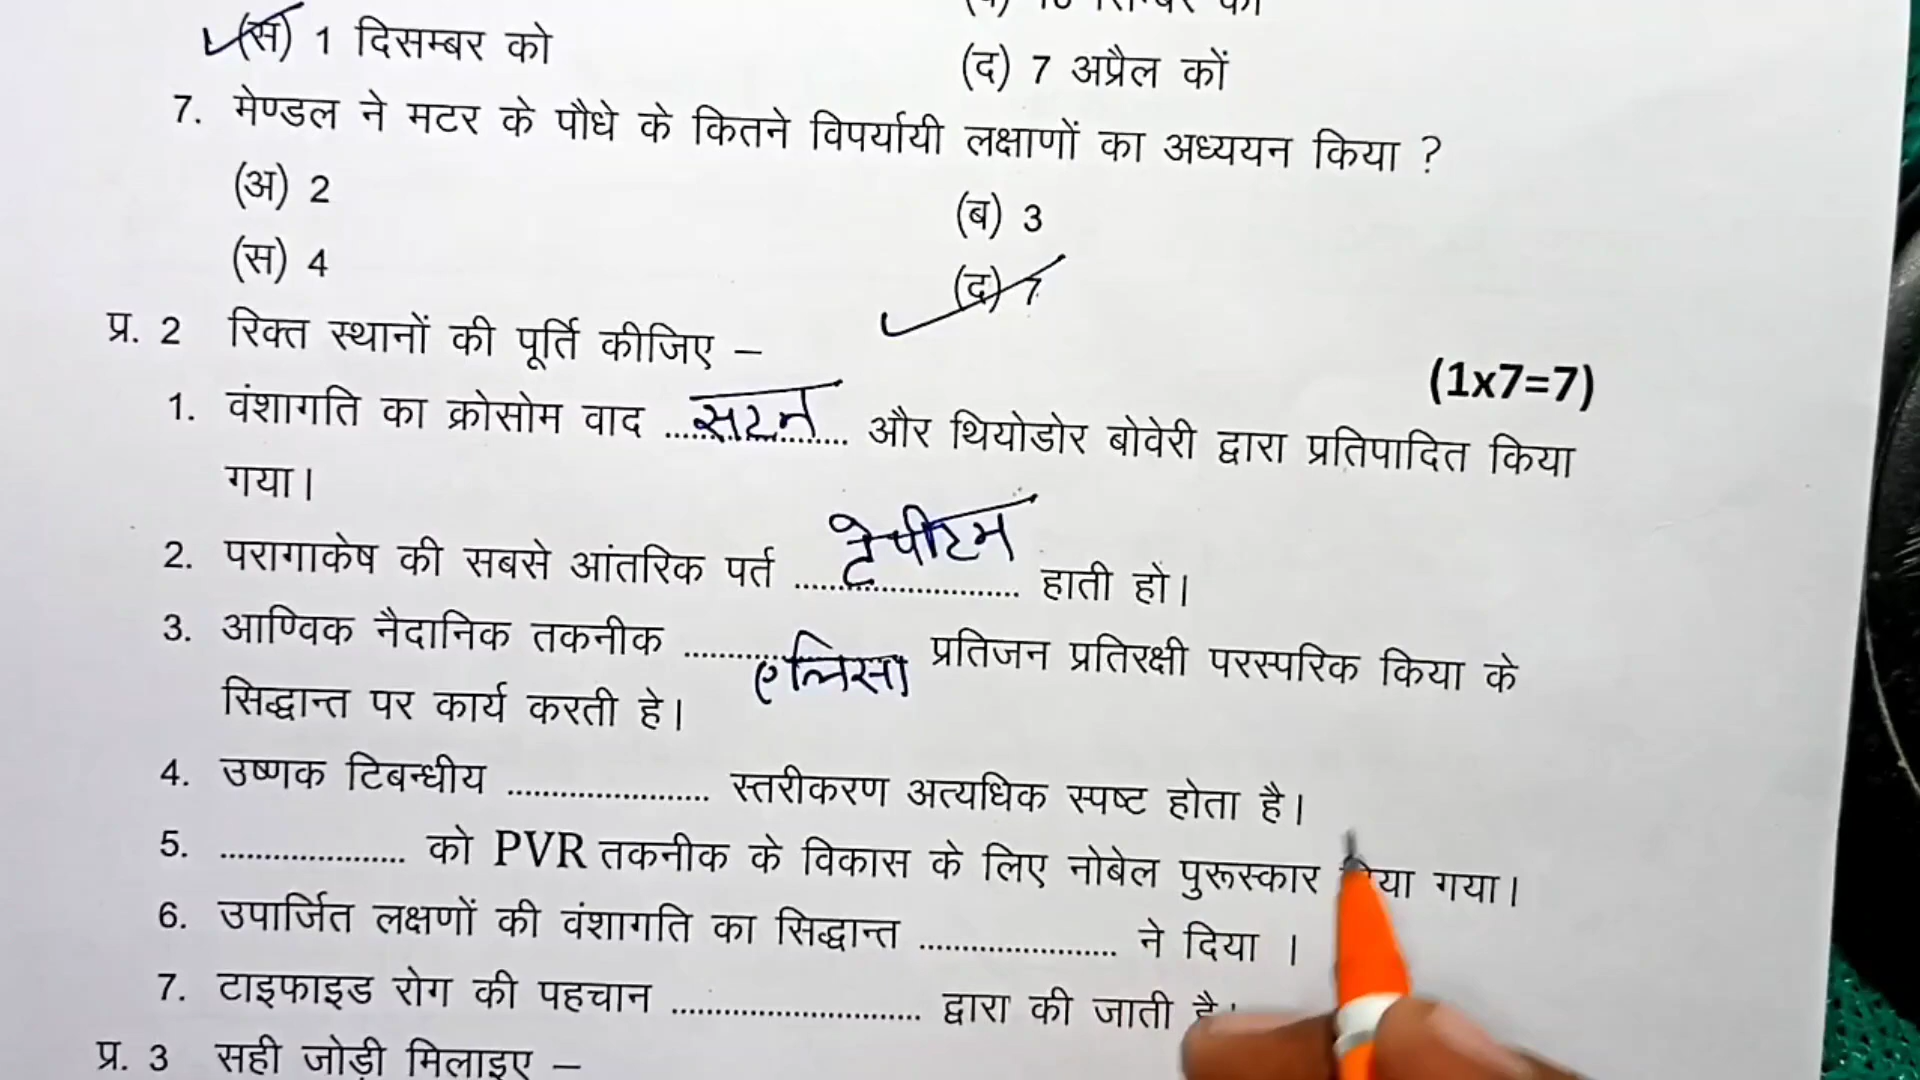 (स) 1 दिसम्बर को
(द) 7 अप्रैल कों
7. मेण्डल ने मटर के पौधे के कितने विपर्यायी लक्षाणों का अध्ययन किया ?
(अ) 2
(ब) 3
(स) 4
(द) 7
प्र. 2 रिक्त स्थानों की पूर्ति कीजिए –
(1x7=7)
1. वंशागति का क्रोसोम वाद सटन और थियोडोर बोवेरी द्वारा प्रतिपादित किया
गया।
2. परागाकेष की सबसे आंतरिक पर्त टेपीटम हाती हो।
3. आण्विक नैदानिक तकनीक एलिसा प्रतिजन प्रतिरक्षी परस्परिक किया के
सिद्धान्त पर कार्य करती हे।
4. उष्णक टिबन्धीय ...................... स्तरीकरण अत्यधिक स्पष्ट होता है।
5. .................... को PVR तकनीक के विकास के लिए नोबेल पुरूस्कार गया।
6. उपार्जित लक्षणों की वंशागति का सिद्धान्त ...................... ने दिया ।
7. टाइफाइड रोग की पहचान ........................... द्वारा की जाती है।
प्र. 3 सही जोड़ी मिलाइए –